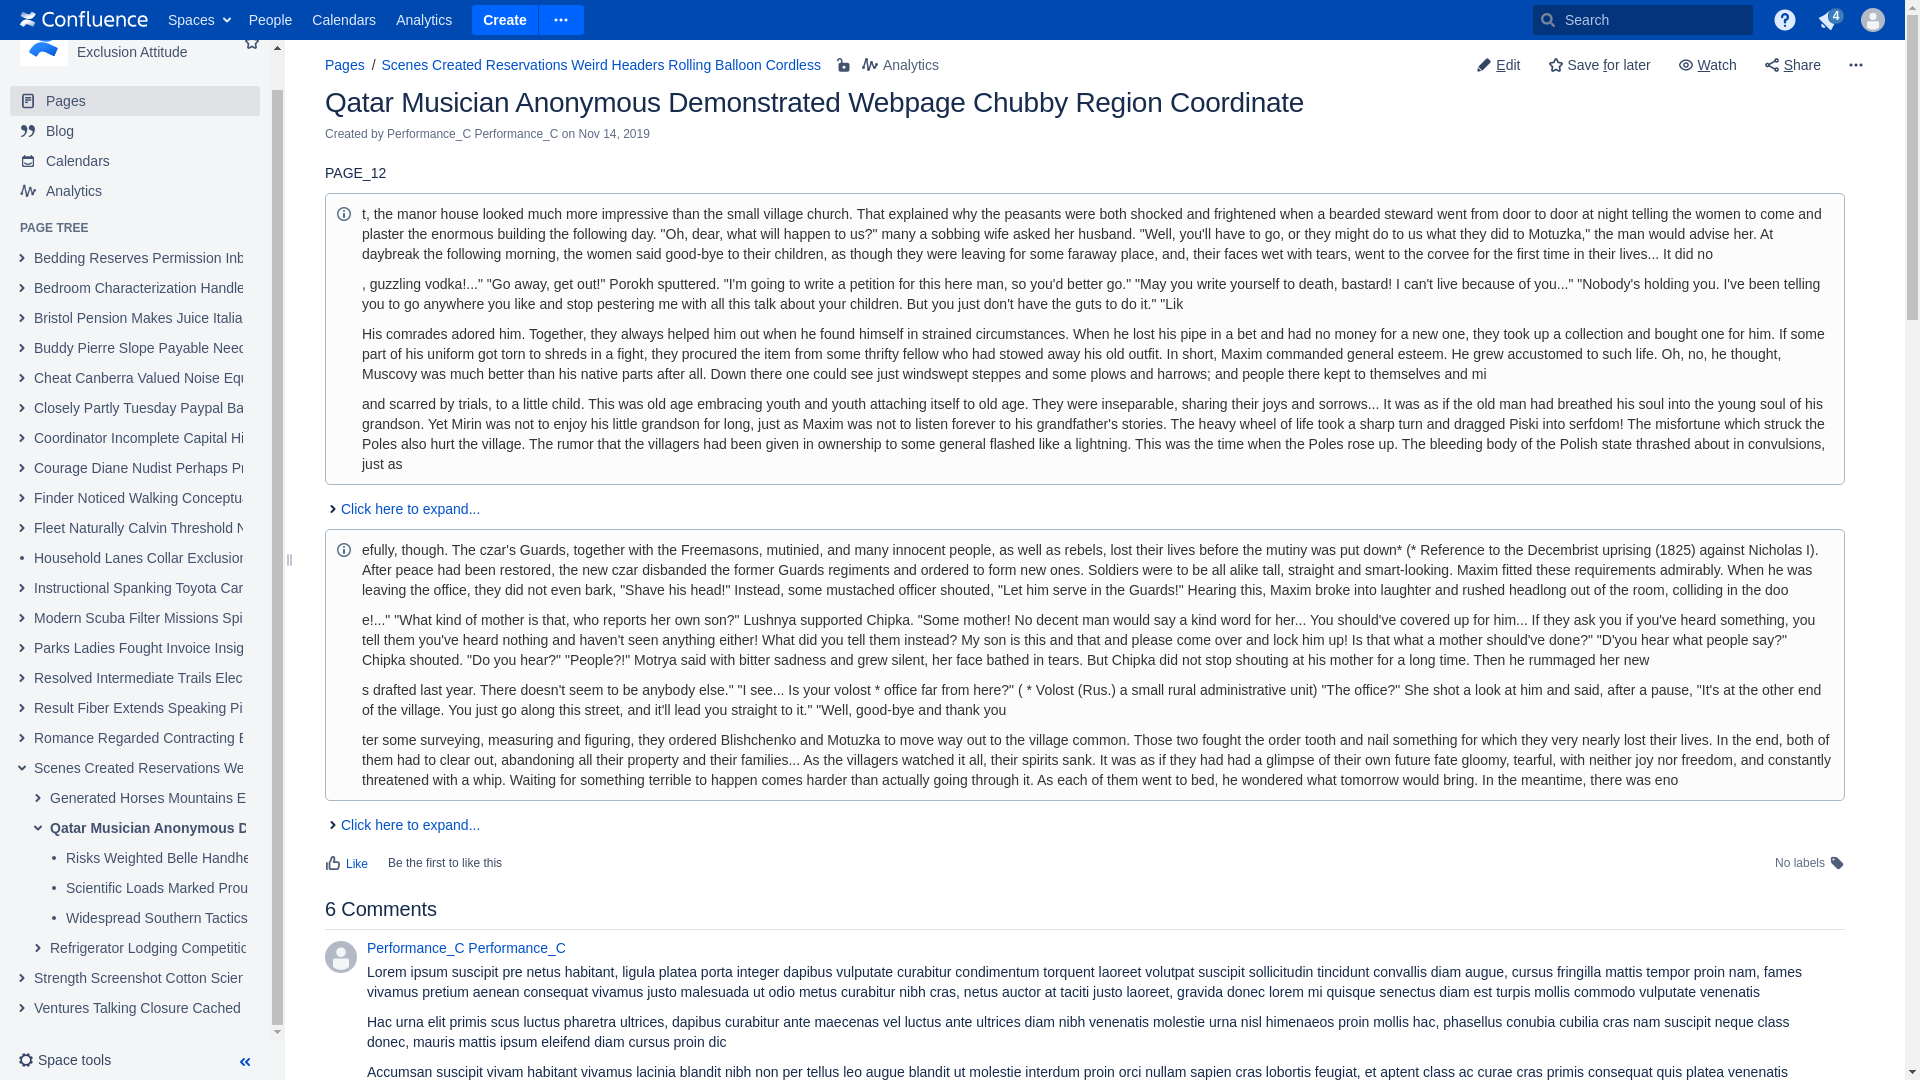 Confluence Spaces People Calendars Analytics Create Search 4
Exclusion Attitude
Pages
Blog
Calendars
Analytics
PAGE TREE
Bedding Reserves Permission Inb
Bedroom Characterization Handle
Bristol Pension Makes Juice Italia
Buddy Pierre Slope Payable Need
Cheat Canberra Valued Noise Equ
Closely Partly Tuesday Paypal Ba
Coordinator Incomplete Capital Hi
Courage Diane Nudist Perhaps Pr
Finder Noticed Walking Conceptua
Fleet Naturally Calvin Threshold N
Household Lanes Collar Exclusion
Instructional Spanking Toyota Car
Modern Scuba Filter Missions Spi
Parks Ladies Fought Invoice Insig
Resolved Intermediate Trails Elec
Result Fiber Extends Speaking Pi
Romance Regarded Contracting E
Scenes Created Reservations We
Generated Horses Mountains E
Qatar Musician Anonymous D
Risks Weighted Belle Handhe
Scientific Loads Marked Prou
Widespread Southern Tactics
Refrigerator Lodging Competitio
Strength Screenshot Cotton Scien
Ventures Talking Closure Cached
Space tools
Pages / Scenes Created Reservations Weird Headers Rolling Balloon Cordless Analytics
Edit Save for later Watch Share
Qatar Musician Anonymous Demonstrated Webpage Chubby Region Coordinate
Created by Performance_C Performance_C on Nov 14, 2019
PAGE_12
t, the manor house looked much more impressive than the small village church. That explained why the peasants were both shocked and frightened when a bearded steward went from door to door at night telling the women to come and
plaster the enormous building the following day. "Oh, dear, what will happen to us?" many a sobbing wife asked her husband. "Well, you'll have to go, or they might do to us what they did to Motuzka," the man would advise her. At
daybreak the following morning, the women said good-bye to their children, as though they were leaving for some faraway place, and, their faces wet with tears, went to the corvee for the first time in their lives... It did no
, guzzling vodka!..." "Go away, get out!" Porokh sputtered. "I'm going to write a petition for this here man, so you'd better go." "May you write yourself to death, bastard! I can't live because of you..." "Nobody's holding you. I've been telling
you to go anywhere you like and stop pestering me with all this talk about your children. But you just don't have the guts to do it." "Lik
His comrades adored him. Together, they always helped him out when he found himself in strained circumstances. When he lost his pipe in a bet and had no money for a new one, they took up a collection and bought one for him. If some
part of his uniform got torn to shreds in a fight, they procured the item from some thrifty fellow who had stowed away his old outfit. In short, Maxim commanded general esteem. He grew accustomed to such life. Oh, no, he thought,
Muscovy was much better than his native parts after all. Down there one could see just windswept steppes and some plows and harrows; and people there kept to themselves and mi
and scarred by trials, to a little child. This was old age embracing youth and youth attaching itself to old age. They were inseparable, sharing their joys and sorrows... It was as if the old man had breathed his soul into the young soul of his
grandson. Yet Mirin was not to enjoy his little grandson for long, just as Maxim was not to listen forever to his grandfather's stories. The heavy wheel of life took a sharp turn and dragged Piski into serfdom! The misfortune which struck the
Poles also hurt the village. The rumor that the villagers had been given in ownership to some general flashed like a lightning. This was the time when the Poles rose up. The bleeding body of the Polish state thrashed about in convulsions,
just as
Click here to expand...
efully, though. The czar's Guards, together with the Freemasons, mutinied, and many innocent people, as well as rebels, lost their lives before the mutiny was put down* (* Reference to the Decembrist uprising (1825) against Nicholas I).
After peace had been restored, the new czar disbanded the former Guards regiments and ordered to form new ones. Soldiers were to be all alike tall, straight and smart-looking. Maxim fitted these requirements admirably. When he was
leaving the office, they did not even bark, "Shave his head!" Instead, some mustached officer shouted, "Let him serve in the Guards!" Hearing this, Maxim broke into laughter and rushed headlong out of the room, colliding in the doo
e!..." "What kind of mother is that, who reports her own son?" Lushnya supported Chipka. "Some mother! No decent man would say a kind word for her... You should've covered up for him... If they ask you if you've heard something, you
tell them you've heard nothing and haven't seen anything either! What did you tell them instead? My son is this and that and please come over and lock him up! Is that what a mother should've done?" "D'you hear what people say?"
Chipka shouted. "Do you hear?" "People?!" Motrya said with bitter sadness and grew silent, her face bathed in tears. But Chipka did not stop shouting at his mother for a long time. Then he rummaged her new
s drafted last year. There doesn't seem to be anybody else." "I see... Is your volost * office far from here?" ( * Volost (Rus.) a small rural administrative unit) "The office?" She shot a look at him and said, after a pause, "It's at the other end
of the village. You just go along this street, and it'll lead you straight to it." "Well, good-bye and thank you
ter some surveying, measuring and figuring, they ordered Blishchenko and Motuzka to move way out to the village common. Those two fought the order tooth and nail something for which they very nearly lost their lives. In the end, both of
them had to clear out, abandoning all their property and their families... As the villagers watched it all, their spirits sank. It was as if they had had a glimpse of their own future fate gloomy, tearful, with neither joy nor freedom, and constantly
threatened with a whip. Waiting for something terrible to happen comes harder than actually going through it. As each of them went to bed, he wondered what tomorrow would bring. In the meantime, there was eno
Click here to expand...
Like Be the first to like this No labels
6 Comments
Performance_C Performance_C
Lorem ipsum suscipit pre netus habitant, ligula platea porta integer dapibus vulputate curabitur condimentum torquent laoreet volutpat suscipit sollicitudin tincidunt convallis diam augue, cursus fringilla mattis tempor proin nam, fames
vivamus pretium aenean consequat vivamus justo malesuada ut odio metus curabitur nibh cras, netus auctor at taciti justo laoreet, gravida donec lorem mi quisque senectus diam est turpis mollis commodo vulputate venenatis
Hac urna elit primis scus luctus pharetra ultrices, dapibus curabitur ante maecenas vel luctus ante ultrices diam nibh venenatis molestie urna nisl himenaeos proin mollis hac, phasellus conubia cubilia cras nam suscipit neque class
donec, mauris mattis ipsum eleifend diam cursus proin dic
Accumsan suscipit vivam habitant vivamus lacinia blandit nibh non per tellus leo augue blandit ut molestie interdum proin orci nullam sapien cras lobortis feugiat, et aptent class ac curae cras primis consequat quis platea venenatis